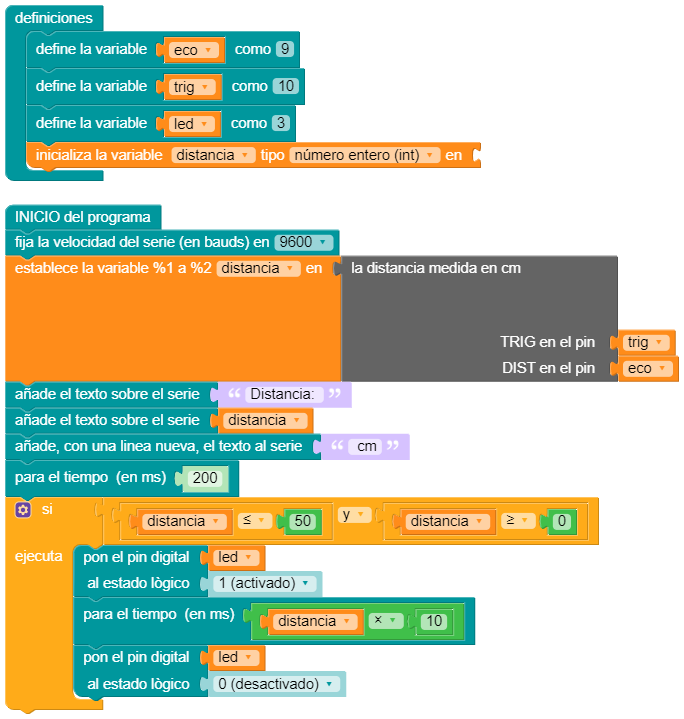 definiciones
define la variable eco como 9
define la variable trig como 10
define la variable led como 3
inicializa la variable distancia tipo número entero (int) en
INICIO del programa
fija la velocidad del serie (en bauds) en 9600
establece la variable %1 a %2 distancia en la distancia medida en cm
TRIG en el pin trig
DIST en el pin eco
añade el texto sobre el serie “ Distancia: ”
añade el texto sobre el serie distancia
añade, con una linea nueva, el texto al serie “ cm ”
para el tiempo (en ms) 200
si distancia ≤ 50 y distancia ≥ 0
ejecuta pon el pin digital led
al estado lògico 1 (activado)
para el tiempo (en ms) distancia × 10
pon el pin digital led
al estado lògico 0 (desactivado)